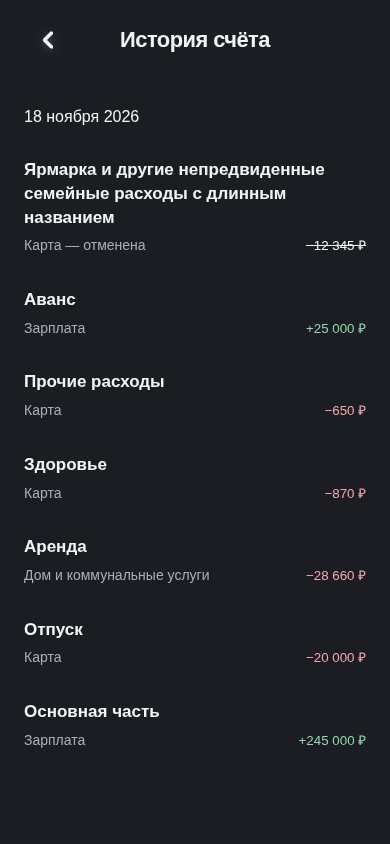 История счёта
18 ноября 2026
Ярмарка и другие непредвиденные
семейные расходы с длинным
названием
Карта — отменена
−12 345 ₽
Аванс
Зарплата
+25 000 ₽
Прочие расходы
Карта
−650 ₽
Здоровье
Карта
−870 ₽
Аренда
Дом и коммунальные услуги
−28 660 ₽
Отпуск
Карта
−20 000 ₽
Основная часть
Зарплата
+245 000 ₽